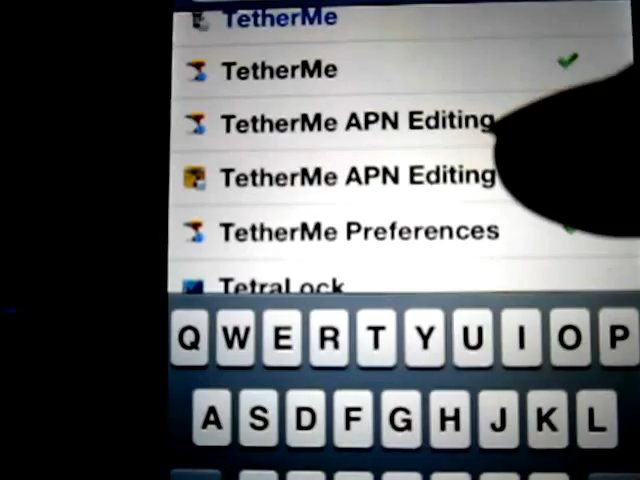 TetherMe
TetherMe
TetherMe APN Editing
TetherMe APN Editing
TetherMe Preferences
TetraLock
Q W E R T Y U I O P
A S D F G H J K L